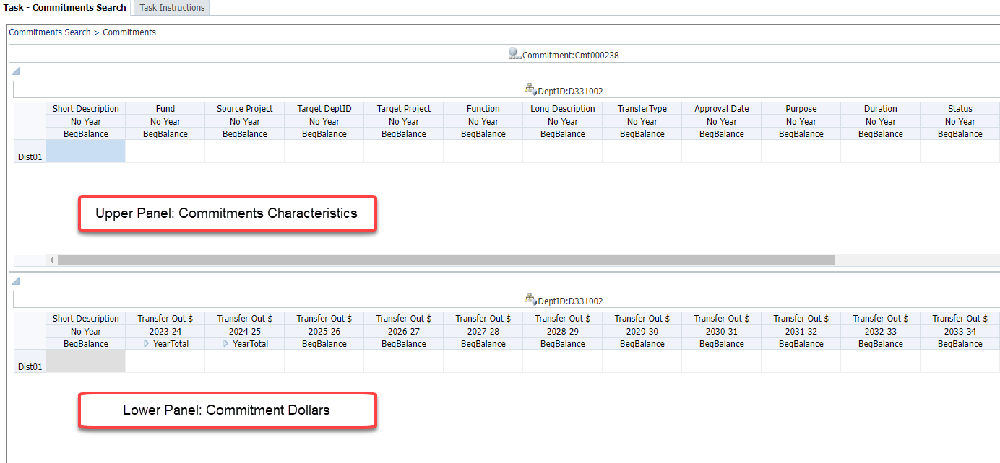 Task - Commitments Search Task Instructions
Commitments Search > Commitments
Commitment:Cmt000238
DeptID:D331002
Short Description Fund Source Project Target DeptID Target Project Function Long Description TransferType Approval Date Purpose Duration Status
No Year No Year No Year No Year No Year No Year No Year No Year No Year No Year No Year No Year
BegBalance BegBalance BegBalance BegBalance BegBalance BegBalance BegBalance BegBalance BegBalance BegBalance BegBalance BegBalance
Dist01
Upper Panel: Commitments Characteristics
DeptID:D331002
Short Description Transfer Out $ Transfer Out $ Transfer Out $ Transfer Out $ Transfer Out $ Transfer Out $ Transfer Out $ Transfer Out $ Transfer Out $ Transfer Out $ Transfer Out $
No Year 2023-24 2024-25 2025-26 2026-27 2027-28 2028-29 2029-30 2030-31 2031-32 2032-33 2033-34
BegBalance YearTotal YearTotal BegBalance BegBalance BegBalance BegBalance BegBalance BegBalance BegBalance BegBalance BegBalance
Dist01
Lower Panel: Commitment Dollars